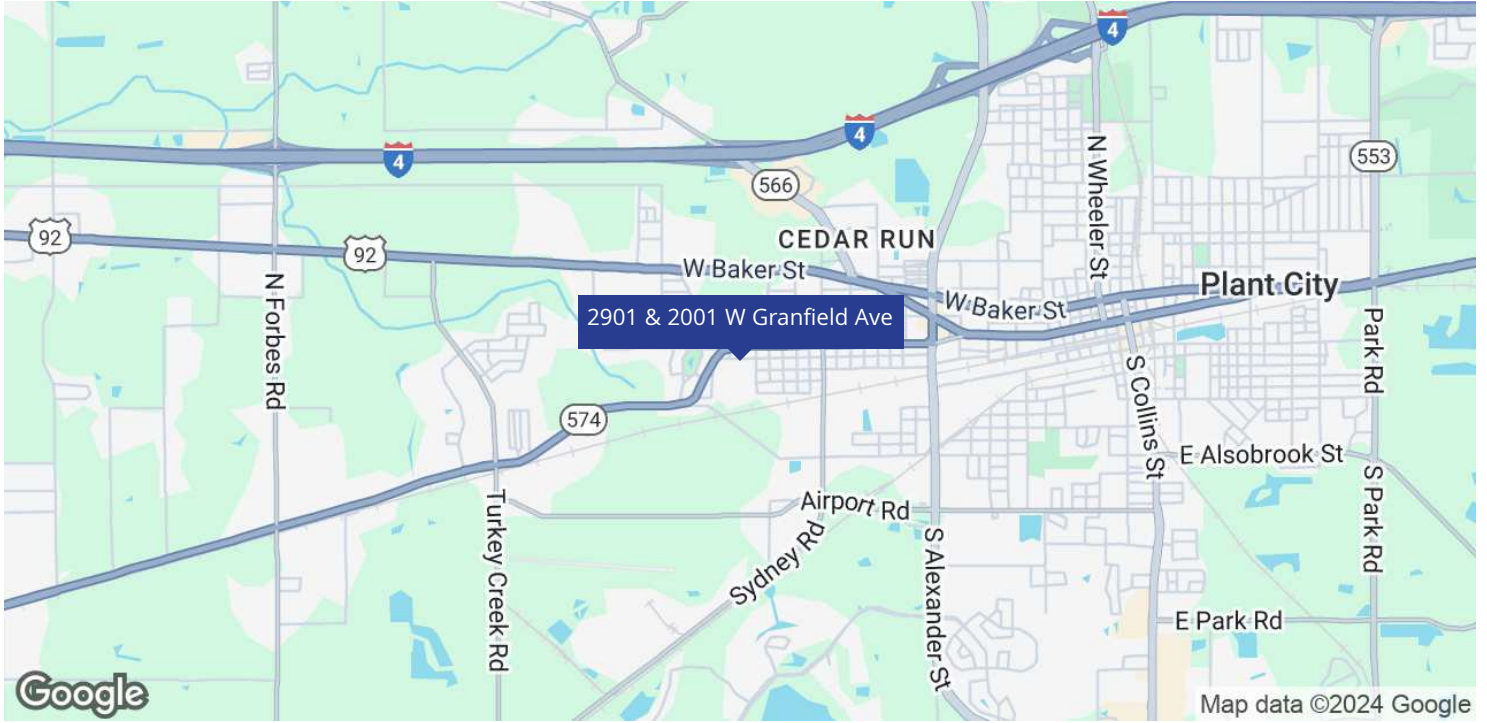 4
4
4
553
566
N Wheeler St
92
92
CEDAR RUN
W Baker St
Plant City
N Forbes Rd
W Baker St
2901 & 2001 W Granfield Ave
Park Rd
S Collins St
574
E Alsobrook St
S Park Rd
Turkey Creek Rd
Airport Rd
Sydney Rd
S Alexander St
E Park Rd
Google
Map data ©2024 Google